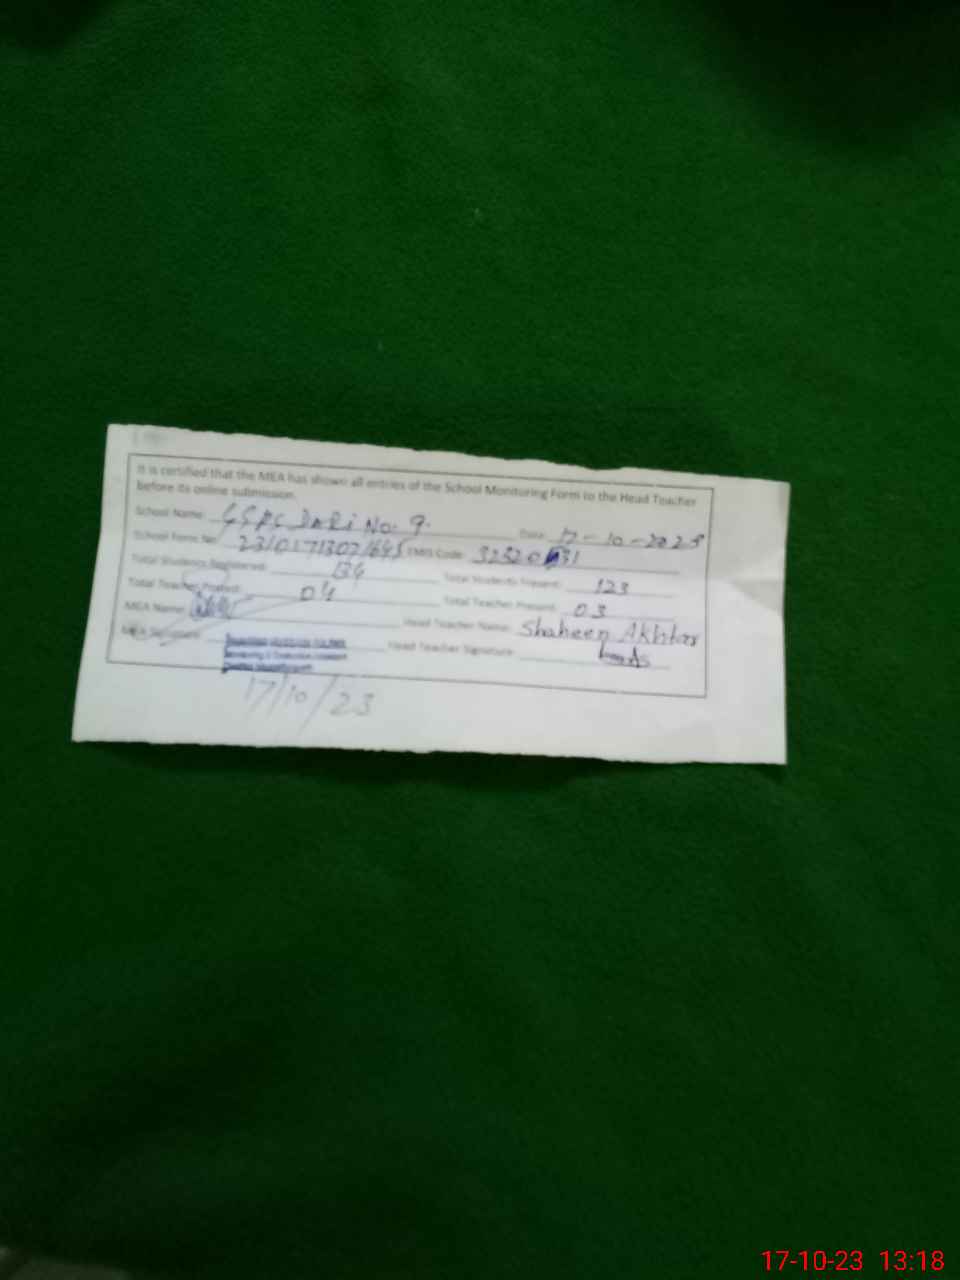 It is certified that the MEA has shown all entries of the School Monitoring Form to the Head Teacher
before its online submission.
School Name: DARi No. 9. Date: 17-10-2023
School Form No: EMIS Code:
Total Students Registered: 134 Total Students Present: 123
Total Teacher Posted: 04 Total Teacher Present: 03
MEA Name: Head Teacher Name: Shaheen Akhtar
MEA Signature: Head Teacher Signature:
17/10/23
17-10-23 13:18